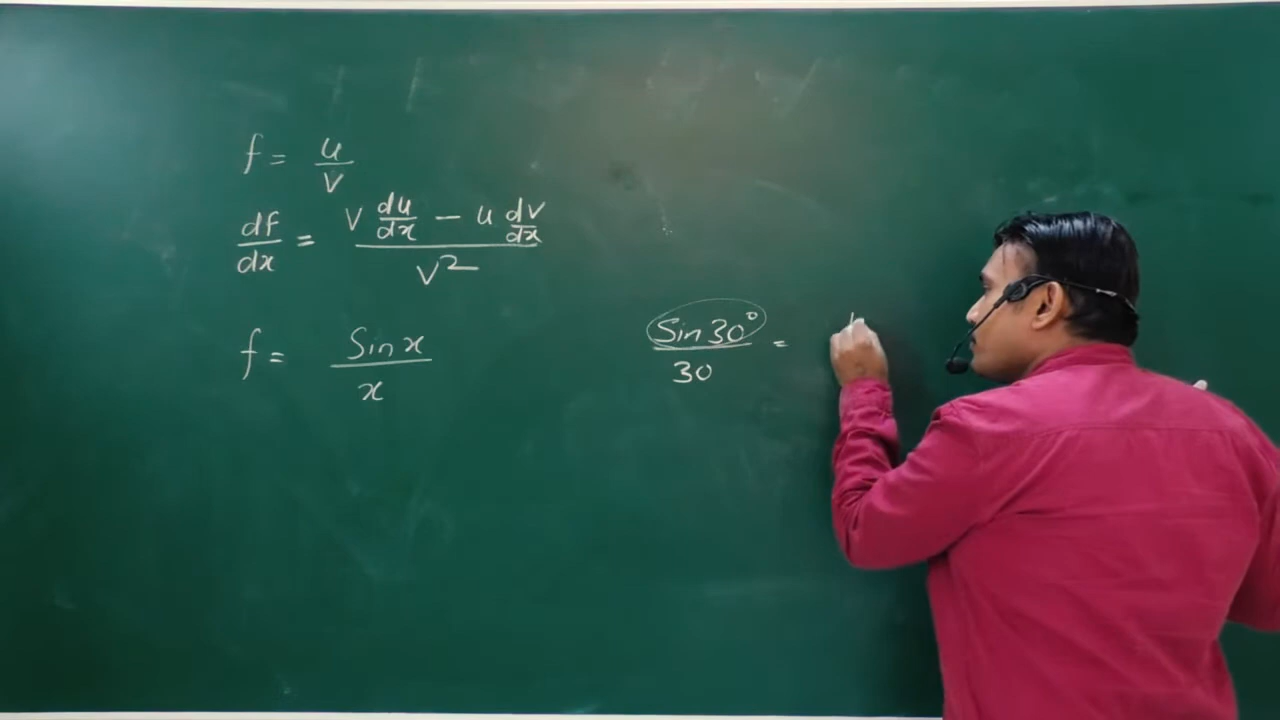 f = u/v
df/dx = (v du/dx - u dv/dx)/v²
f = Sin x/x
Sin 30°/30 =